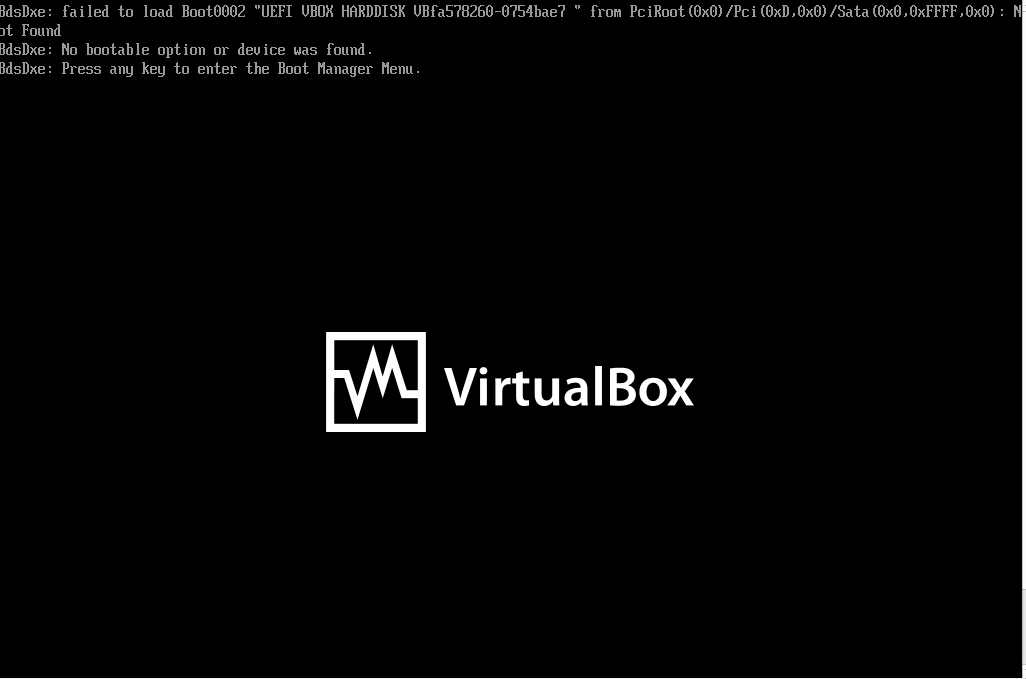 BdsDxe: failed to load Boot0002 "UEFI VBOX HARDDISK VBfa578260-0754bae7 " from PciRoot(0x0)/Pci(0xD,0x0)/Sata(0x0,0xFFFF,0x0): N
ot Found
BdsDxe: No bootable option or device was found.
BdsDxe: Press any key to enter the Boot Manager Menu.
VirtualBox